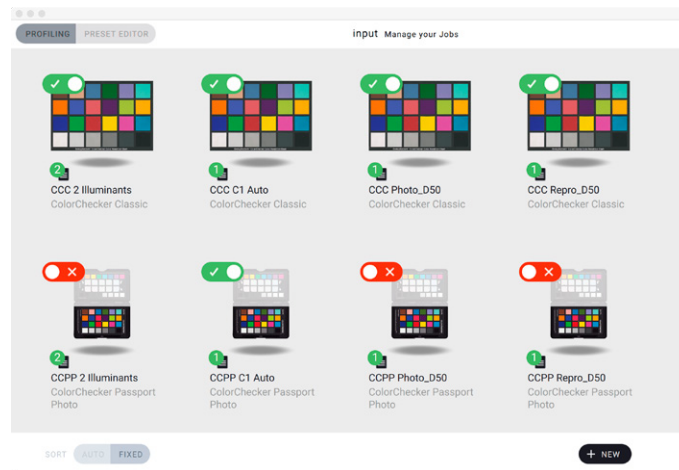 PROFILING PRESET EDITOR input Manage your Jobs
2 1 1 1
CCC 2 Illuminants CCC C1 Auto CCC Photo_D50 CCC Repro_D50
ColorChecker Classic ColorChecker Classic ColorChecker Classic ColorChecker Classic
2 1 1 1
CCPP 2 Illuminants CCPP C1 Auto CCPP Photo_D50 CCPP Repro_D50
ColorChecker Passport ColorChecker Passport ColorChecker Passport ColorChecker Passport
Photo Photo Photo Photo
SORT AUTO FIXED + NEW